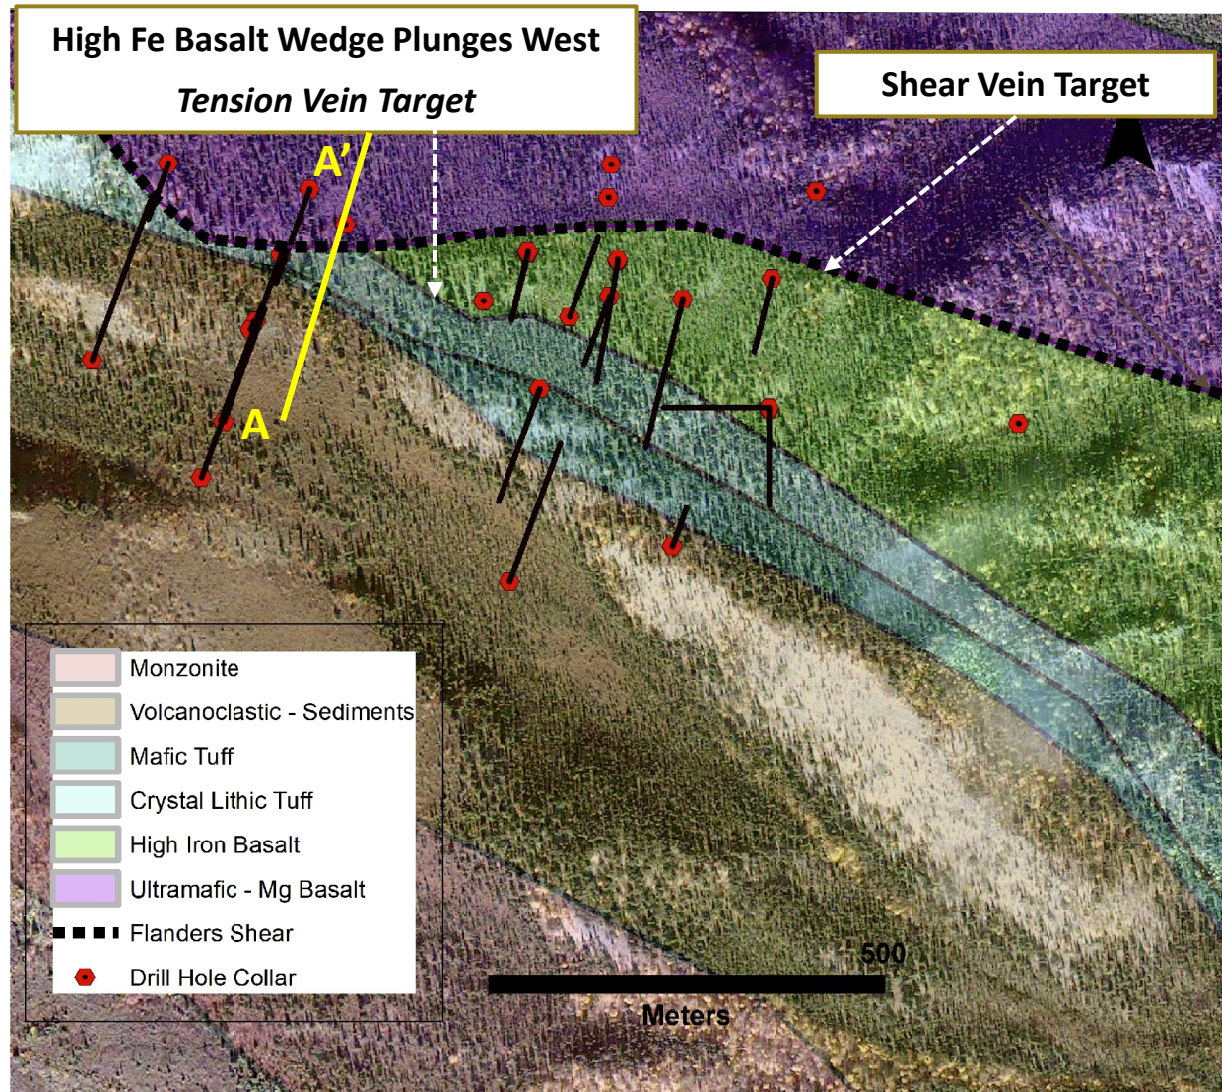 High Fe Basalt Wedge Plunges West
Tension Vein Target
Shear Vein Target
A’
A
Monzonite
Volcanoclastic - Sediments
Mafic Tuff
Crystal Lithic Tuff
High Iron Basalt
Ultramafic - Mg Basalt
Flanders Shear
Drill Hole Collar
500
Meters